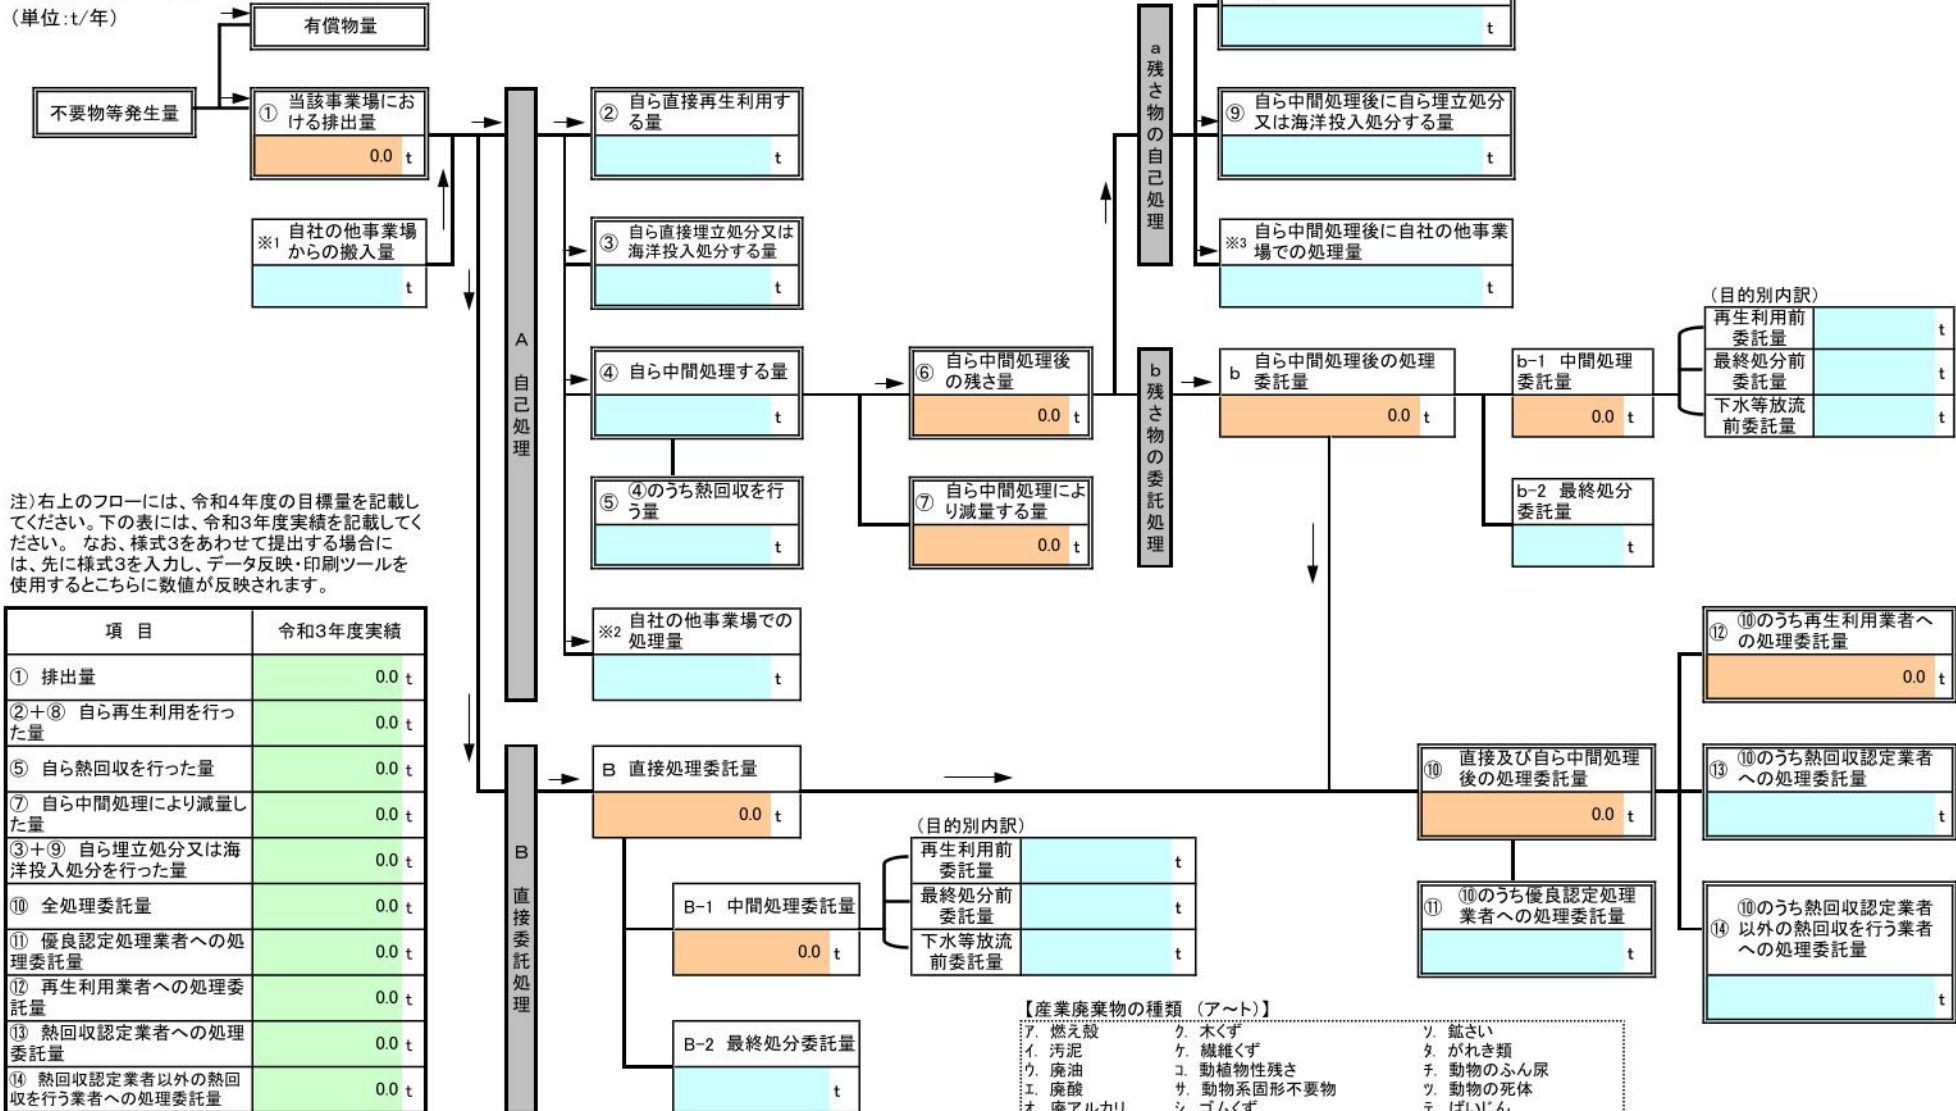 (単位:t/年)
有償物量
不要物等発生量
① 当該事業場にお
ける排出量
0.0 t
※1 自社の他事業場
からの搬入量
t
A 自己処理
② 自ら直接再生利用す
る量
t
③ 自ら直接埋立処分又は
海洋投入処分する量
t
④ 自ら中間処理する量
t
⑤ ④のうち熱回収を行
う量
t
※2 自社の他事業場での
処理量
t
⑥ 自ら中間処理後
の残さ量
0.0 t
⑦ 自ら中間処理によ
り減量する量
0.0 t
a 残さ物の自己処理
t
⑨ 自ら中間処理後に自ら埋立処分
又は海洋投入処分する量
t
※3 自ら中間処理後に自社の他事業
場での処理量
t
b 残さ物の委託処理
b 自ら中間処理後の処理
委託量
0.0 t
b-1 中間処理
委託量
0.0 t
b-2 最終処分
委託量
t
(目的別内訳)
再生利用前
委託量
t
最終処分前
委託量
t
下水等放流
前委託量
t
注)右上のフローには、令和4年度の目標量を記載し
てください。下の表には、令和3年度実績を記載してく
ださい。 なお、様式3をあわせて提出する場合に
は、先に様式3を入力し、データ反映・印刷ツールを
使用するとこちらに数値が反映されます。
項 目 令和3年度実績
① 排出量 0.0 t
②+⑧ 自ら再生利用を行っ
た量 0.0 t
⑤ 自ら熱回収を行った量 0.0 t
⑦ 自ら中間処理により減量し
た量 0.0 t
③+⑨ 自ら埋立処分又は海
洋投入処分を行った量 0.0 t
⑩ 全処理委託量 0.0 t
⑪ 優良認定処理業者への処
理委託量 0.0 t
⑫ 再生利用業者への処理委
託量 0.0 t
⑬ 熱回収認定業者への処理
委託量 0.0 t
⑭ 熱回収認定業者以外の熱回
収を行う業者への処理委託量 0.0 t
B 直接委託処理
B 直接処理委託量
0.0 t
B-1 中間処理委託量
0.0 t
B-2 最終処分委託量
t
(目的別内訳)
再生利用前
委託量
t
最終処分前
委託量
t
下水等放流
前委託量
t
⑩ 直接及び自ら中間処理
後の処理委託量
0.0 t
⑪ ⑩のうち優良認定処理
業者への処理委託量
t
⑫ ⑩のうち再生利用業者へ
の処理委託量
0.0 t
⑬ ⑩のうち熱回収認定業者
への処理委託量
t
⑭ ⑩のうち熱回収認定業者
以外の熱回収を行う業者
への処理委託量
t
【産業廃棄物の種類 (ア~ト)】
ア. 燃え殻 ク. 木くず ソ. 鉱さい
イ. 汚泥 ケ. 繊維くず タ. がれき類
ウ. 廃油 コ. 動植物性残さ チ. 動物のふん尿
エ. 廃酸 サ. 動物系固形不要物 ツ. 動物の死体
オ. 廃アルカリ シ. ゴムくず テ. ばいじん